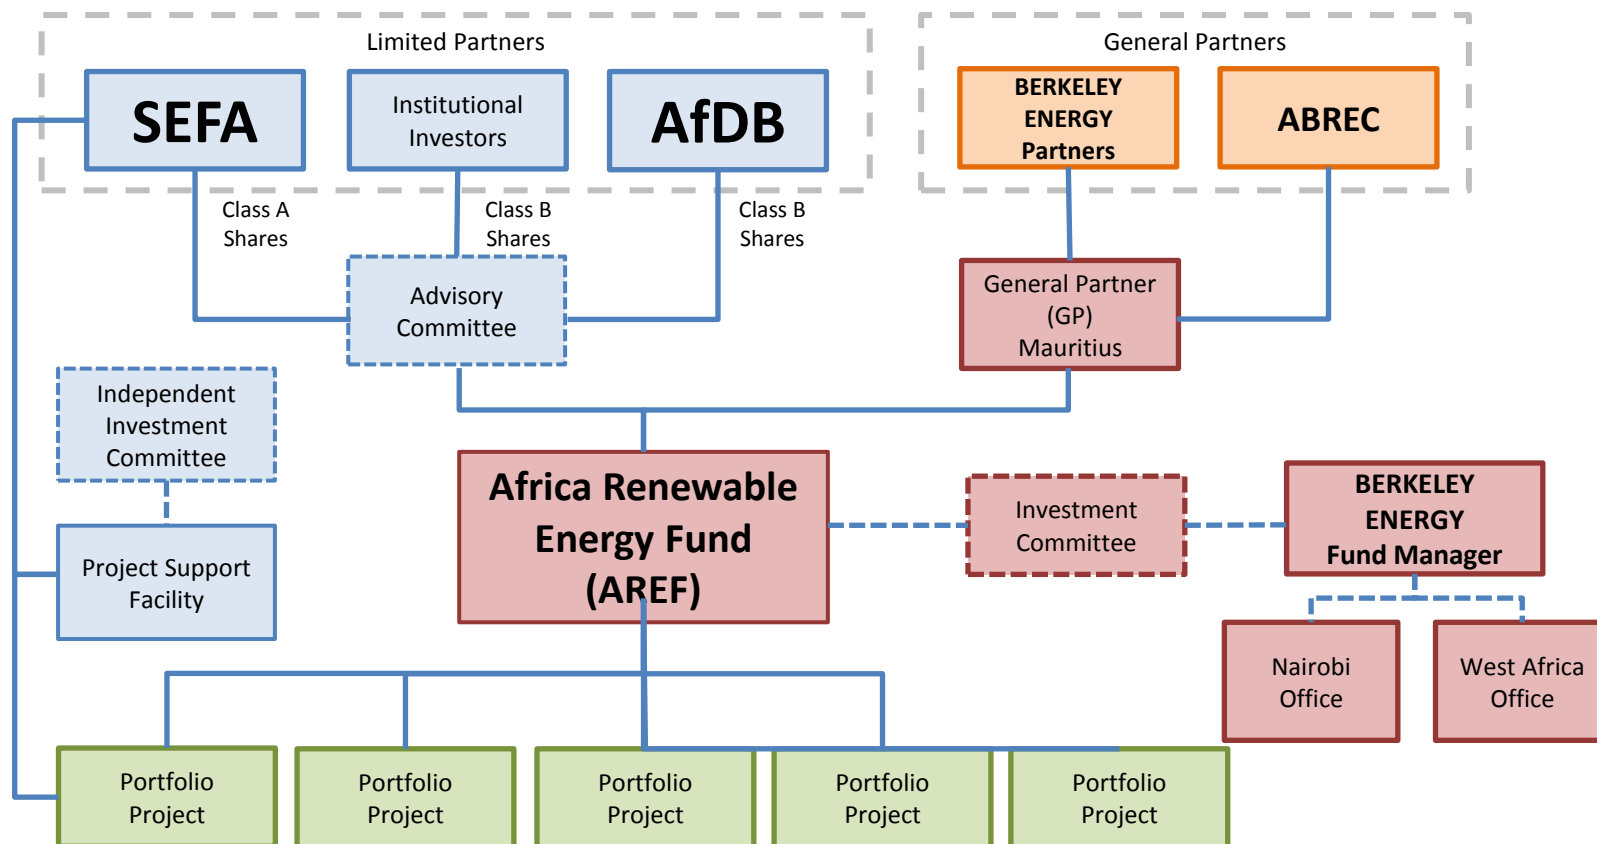 Limited Partners
General Partners
SEFA
Institutional
Investors
AfDB
BERKELEY
ENERGY
Partners
ABREC
Class A
Shares
Class B
Shares
Class B
Shares
Advisory
Committee
General Partner
(GP)
Mauritius
Independent
Investment
Committee
Africa Renewable
Energy Fund
(AREF)
Investment
Committee
BERKELEY
ENERGY
Fund Manager
Project Support
Facility
Nairobi
Office
West Africa
Office
Portfolio
Project
Portfolio
Project
Portfolio
Project
Portfolio
Project
Portfolio
Project